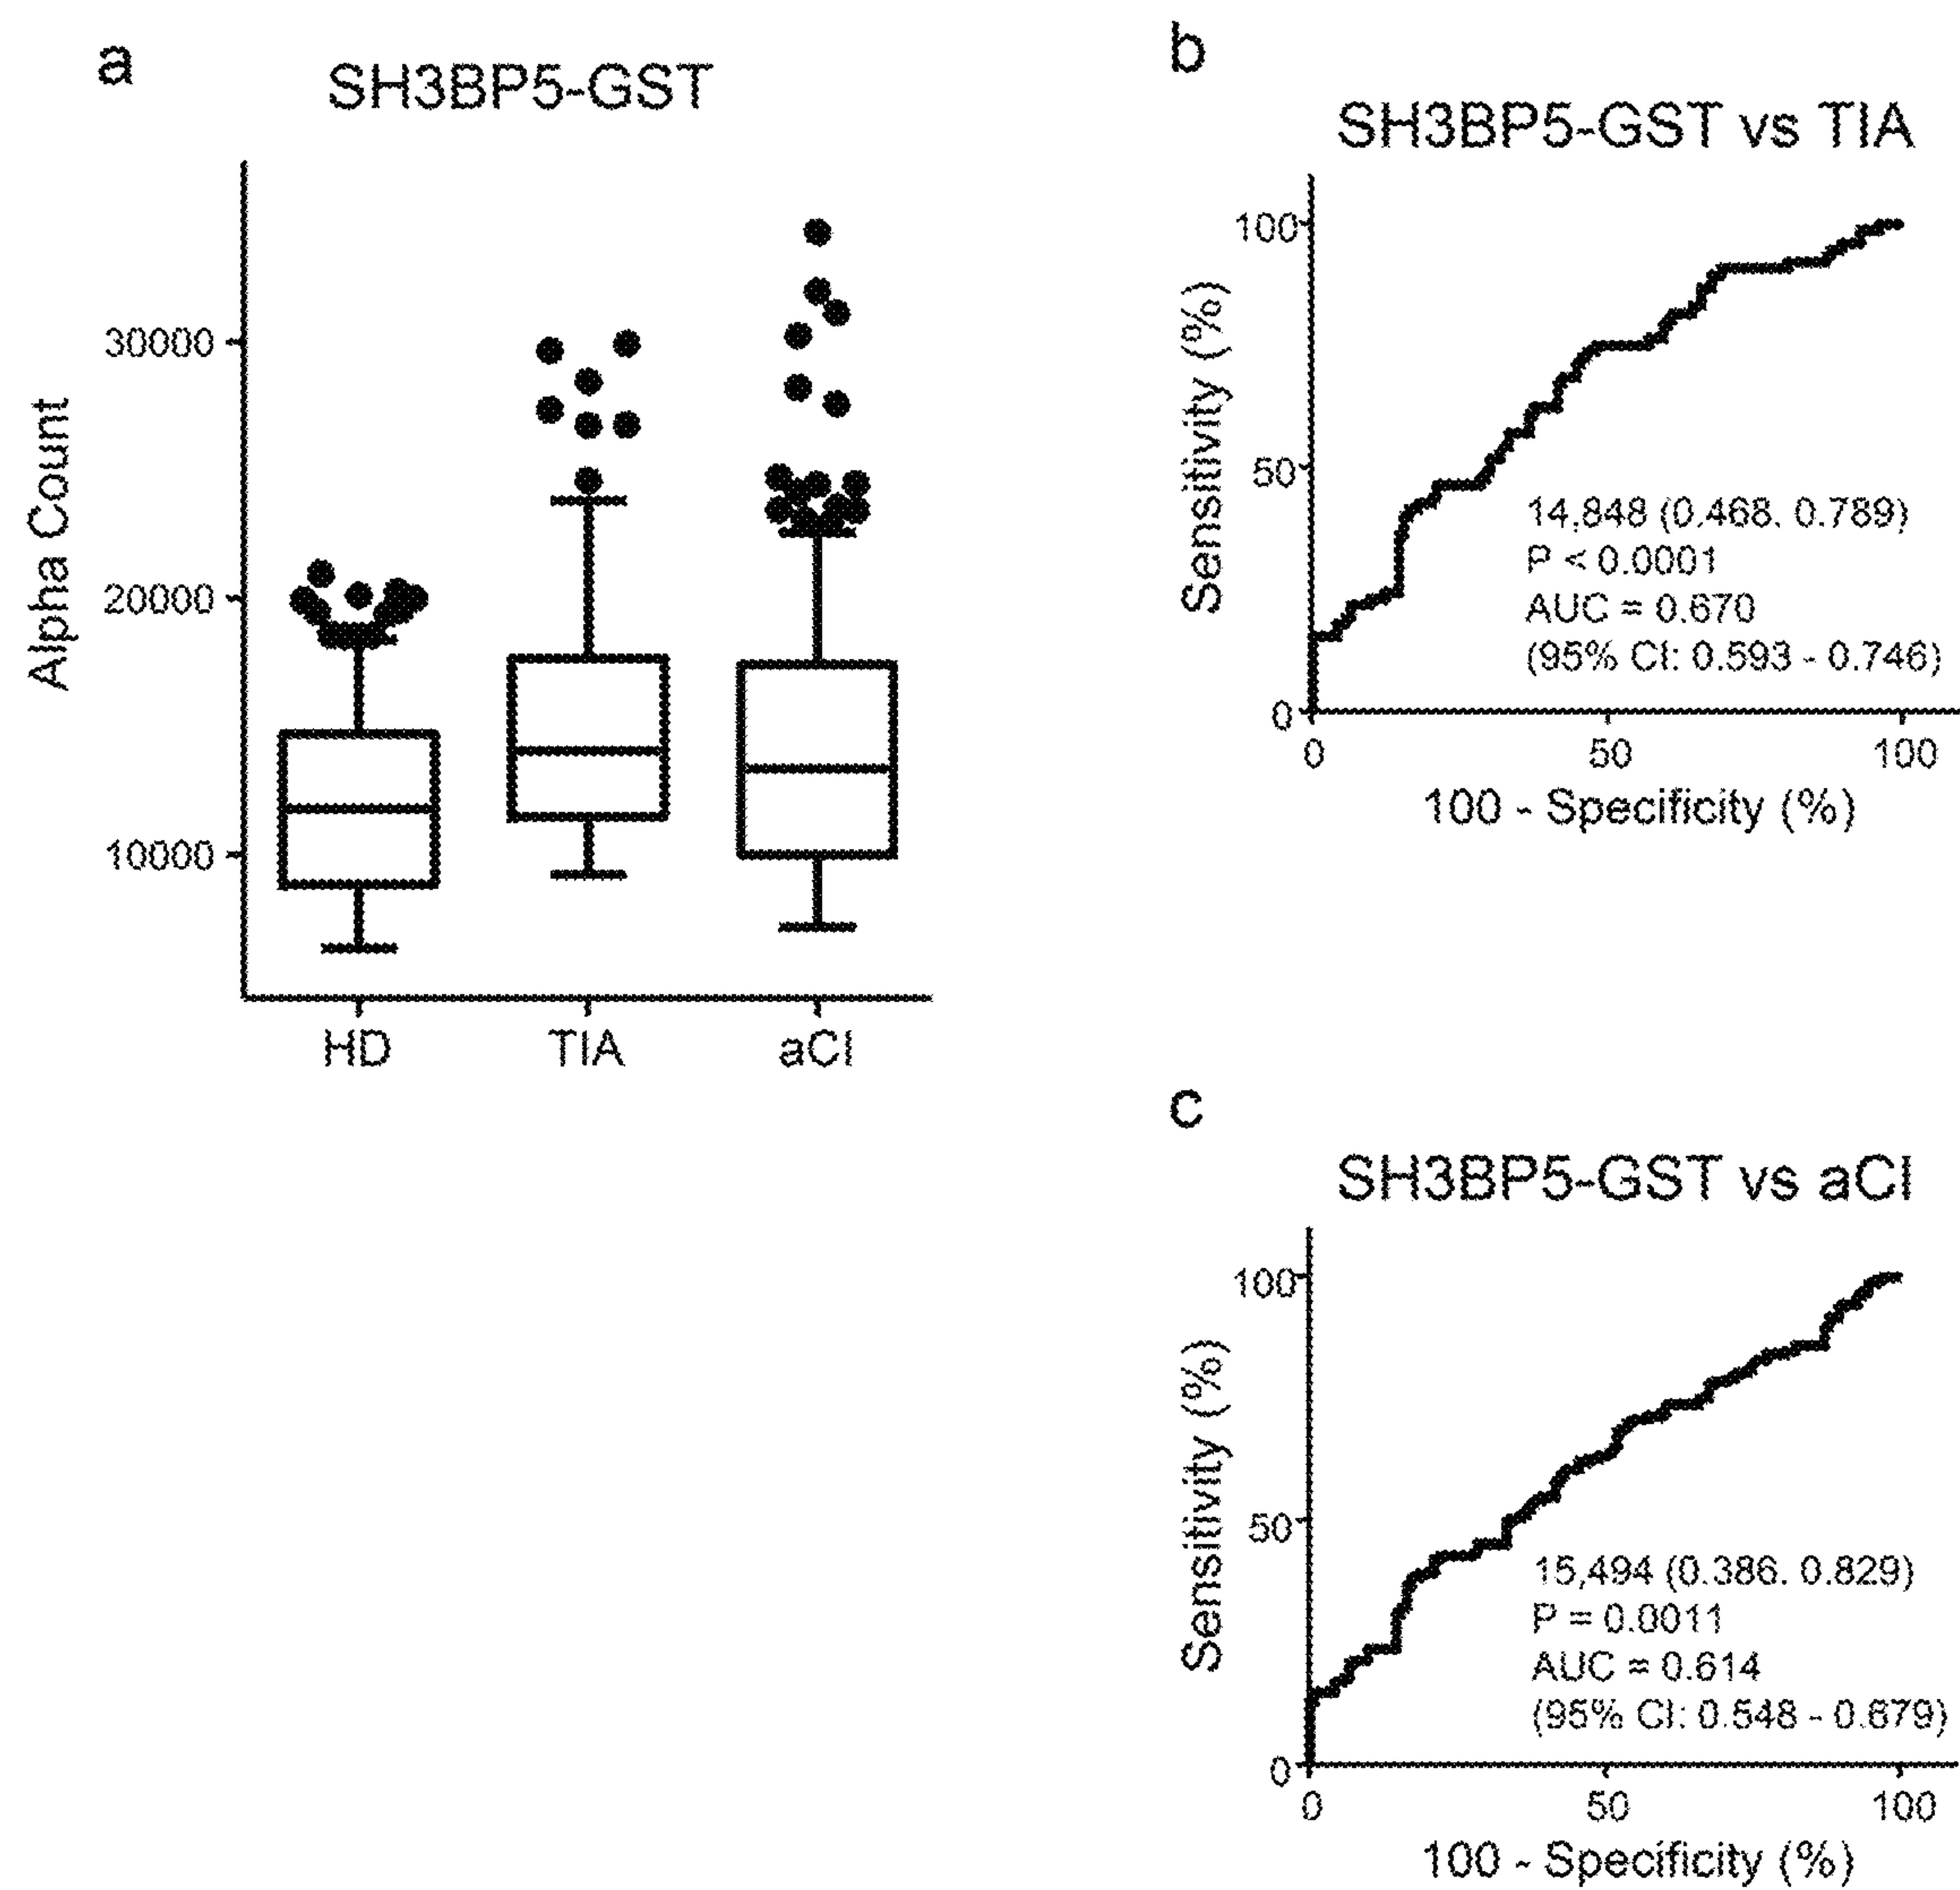 a
SH3BP5-GST
Alpha Count
30000
20000
10000
HD TIA aCI
b
SH3BP5-GST vs TIA
Sensitivity (%)
100
50
0
14,848 (0.468. 0.789)
P < 0.0001
AUC = 0.670
(95% CI: 0.593 - 0.746)
0 50 100
100 - Specificity (%)
c
SH3BP5-GST vs aCI
Sensitivity (%)
100
50
0
15,494 (0.386. 0.829)
P = 0.0011
AUC = 0.614
(95% CI: 0.548 - 0.679)
0 50 100
100 - Specificity (%)